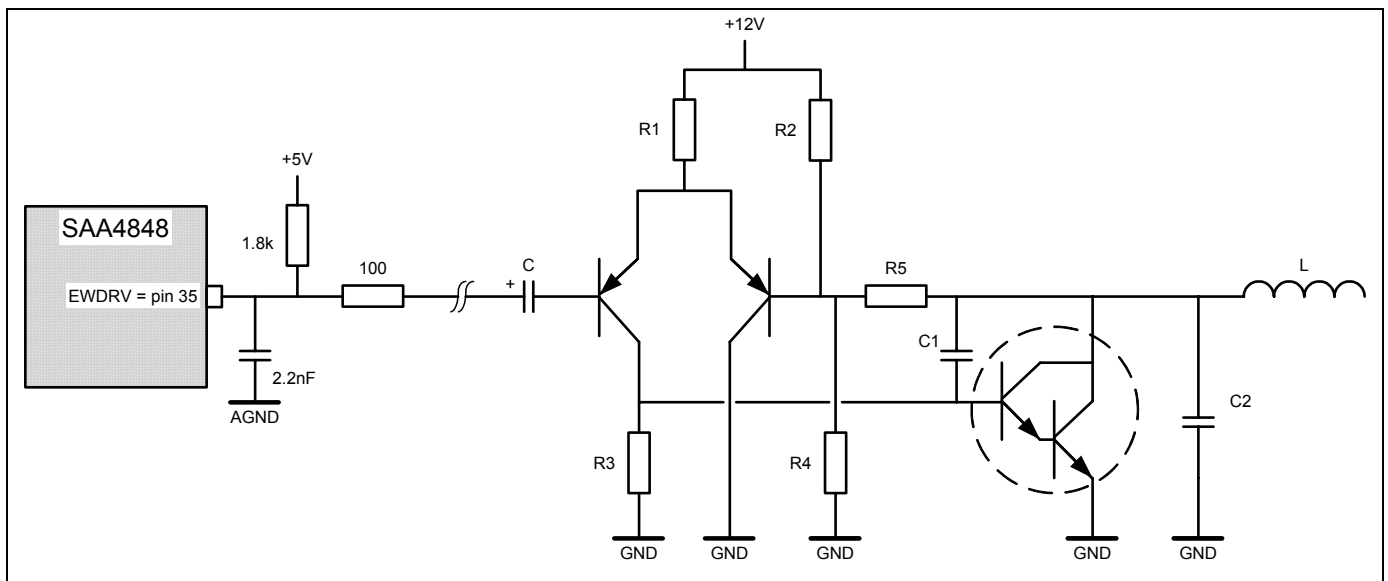 +12V
R1
R2
+5V
SAA4848
1.8k
100
C
+
R5
L
EWDRV = pin 35
C1
2.2nF
AGND
C2
R3
R4
GND
GND
GND
GND
GND